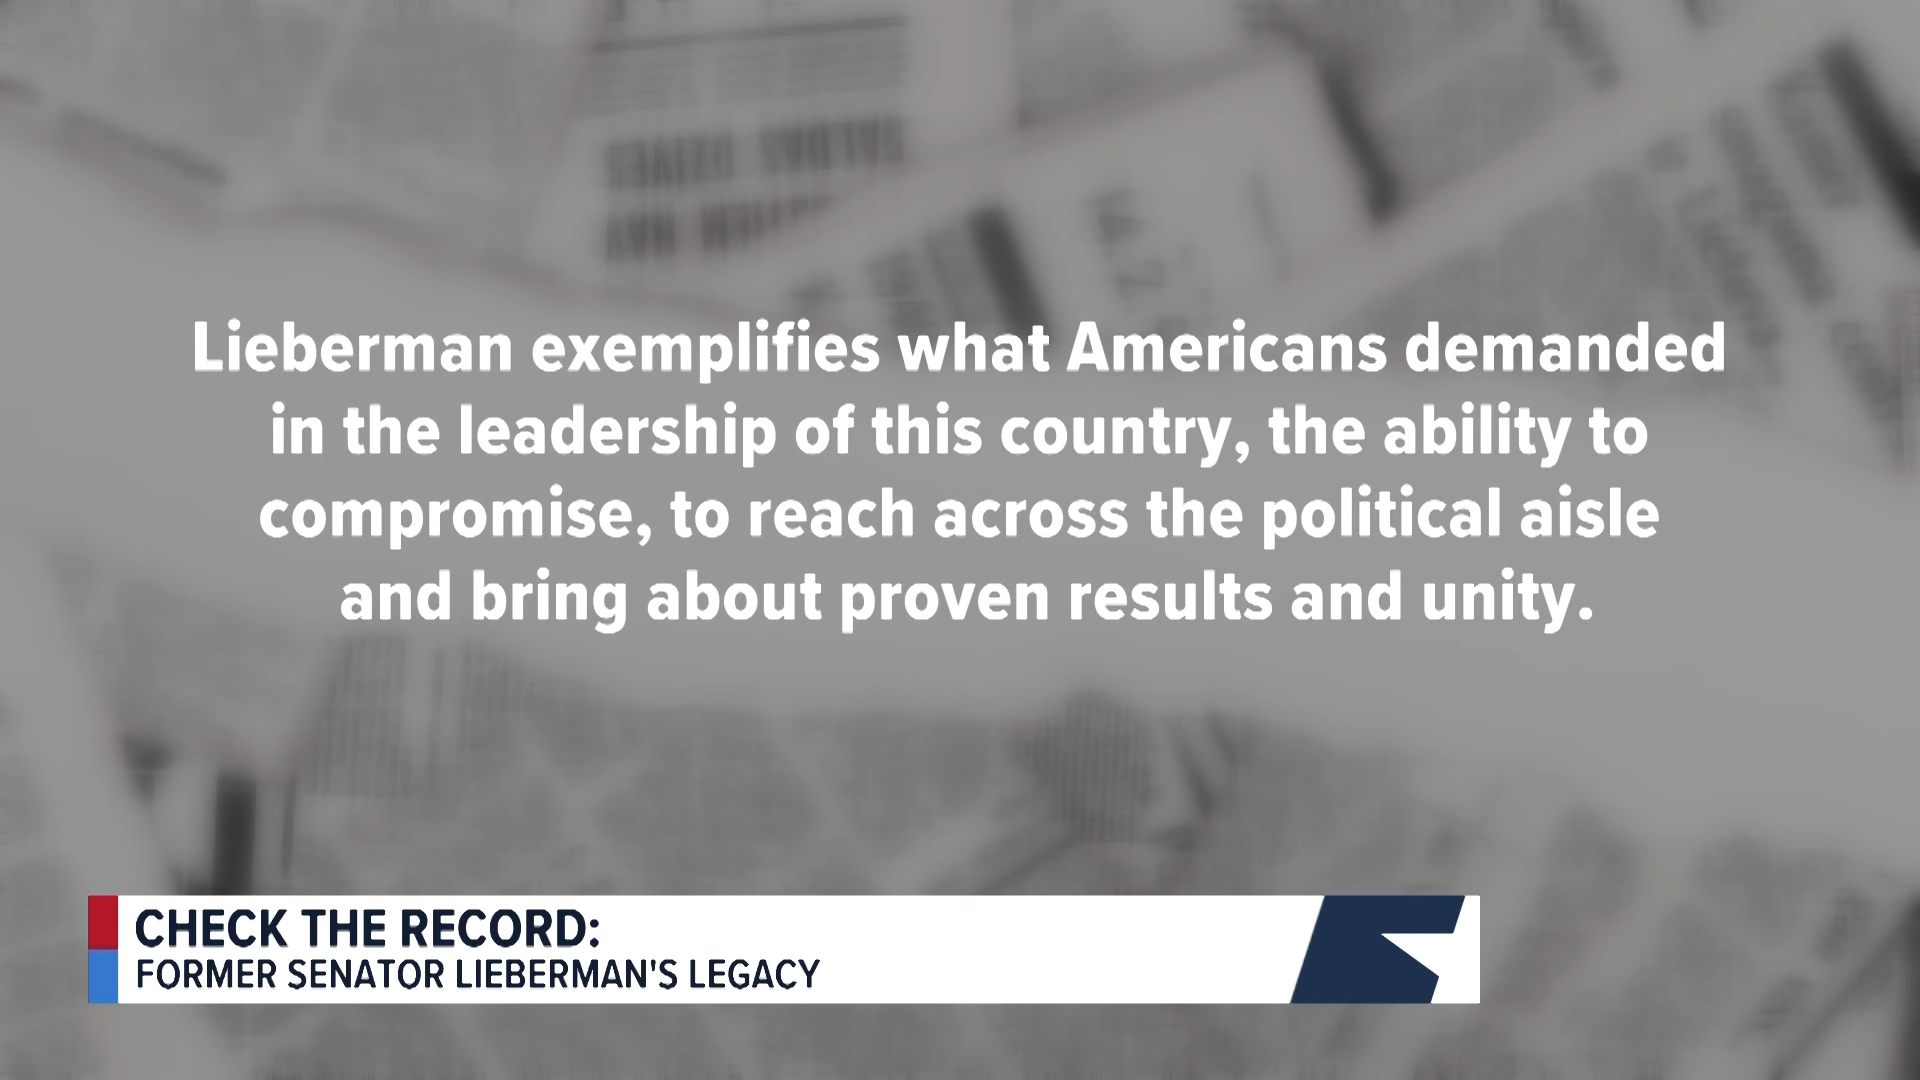 Lieberman exemplifies what Americans demanded
in the leadership of this country, the ability to
compromise, to reach across the political aisle
and bring about proven results and unity.
CHECK THE RECORD:
FORMER SENATOR LIEBERMAN'S LEGACY